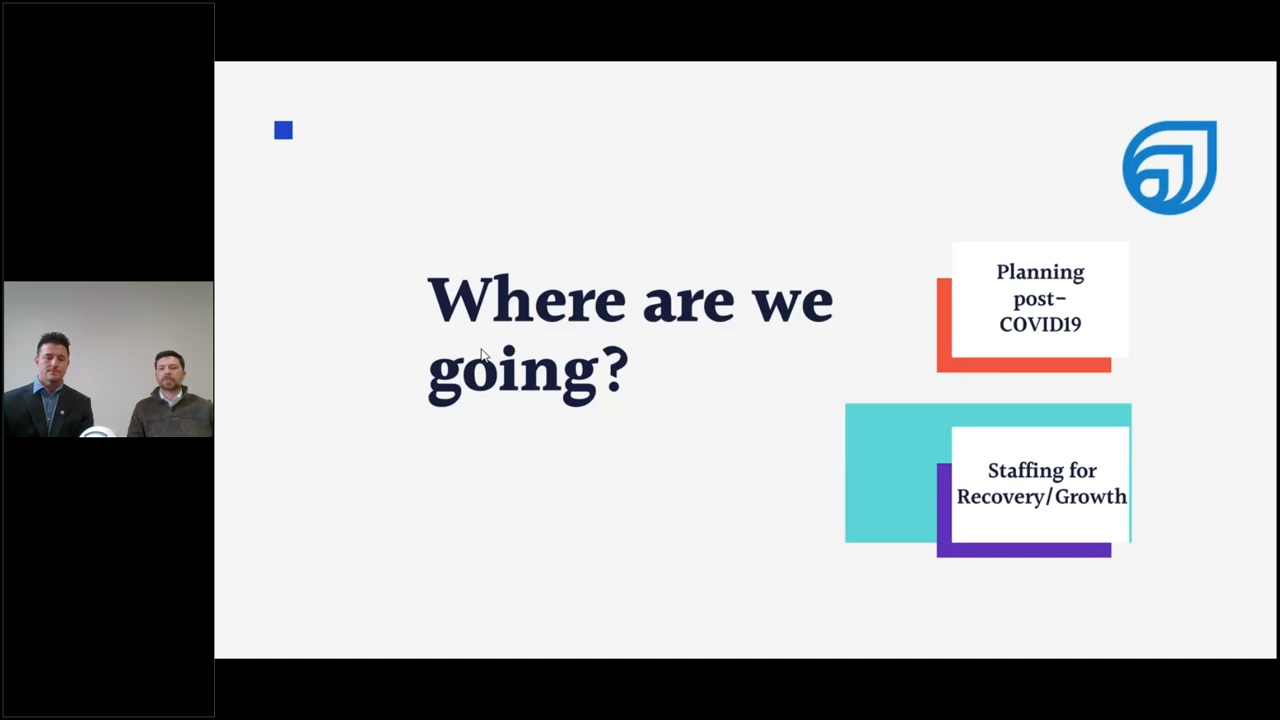 Where are we
going?
Planning
post-
COVID19
Staffing for
Recovery/Growth